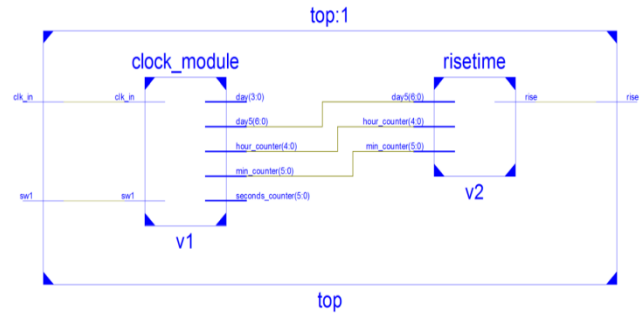 top:1
clock_module
risetime
clk_in
clk_in
day(3:0)
day5(6:0)
rise
rise
day5(6:0)
hour_counter(4:0)
hour_counter(4:0)
min_counter(5:0)
min_counter(5:0)
sw1
sw1
seconds_counter(5:0)
v2
v1
top